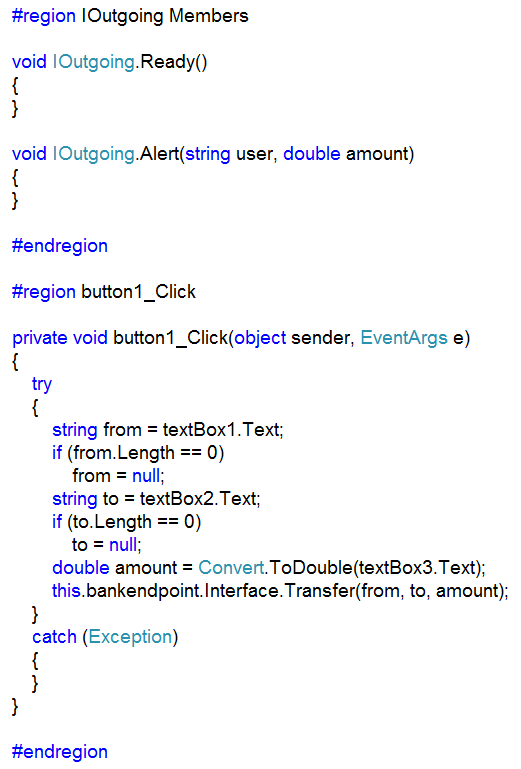 #region IOutgoing Members
void IOutgoing.Ready()
{
}
void IOutgoing.Alert(string user, double amount)
{
}
#endregion
#region button1_Click
private void button1_Click(object sender, EventArgs e)
{
try
{
string from = textBox1.Text;
if (from.Length == 0)
from = null;
string to = textBox2.Text;
if (to.Length == 0)
to = null;
double amount = Convert.ToDouble(textBox3.Text);
this.bankendpoint.Interface.Transfer(from, to, amount);
}
catch (Exception)
{
}
}
#endregion